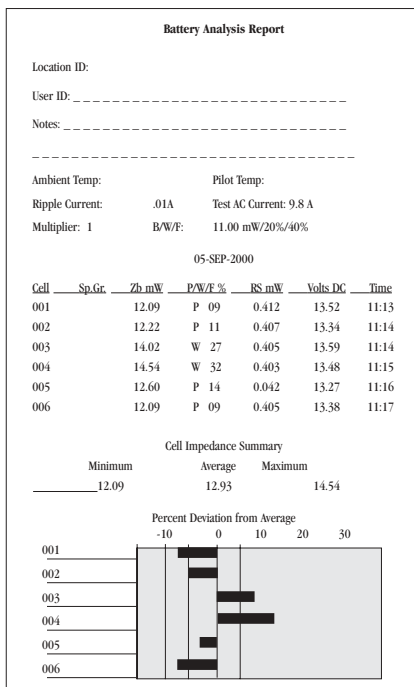 Battery Analysis Report
Location ID:
User ID: _ _ _ _ _ _ _ _ _ _ _ _ _ _ _ _ _ _ _ _ _ _ _ _ _ _ _ _
Notes: _ _ _ _ _ _ _ _ _ _ _ _ _ _ _ _ _ _ _ _ _ _ _ _ _ _ _ _ _
_ _ _ _ _ _ _ _ _ _ _ _ _ _ _ _ _ _ _ _ _ _ _ _ _ _ _ _ _ _ _ _ _
Ambient Temp: Pilot Temp:
Ripple Current: .01A Test AC Current: 9.8 A
Multiplier: 1 B/W/F: 11.00 mW/20%/40%
05-SEP-2000
Cell Sp.Gr. Zb mW P/W/F % RS mW Volts DC Time
001 12.09 P 09 0.412 13.52 11:13
002 12.22 P 11 0.407 13.34 11:14
003 14.02 W 27 0.405 13.59 11:14
004 14.54 W 32 0.403 13.48 11:15
005 12.60 P 14 0.042 13.27 11:16
006 12.09 P 09 0.405 13.38 11:17
Cell Impedance Summary
Minimum Average Maximum
12.09 12.93 14.54
Percent Deviation from Average
-10 0 10 20 30
001
002
003
004
005
006